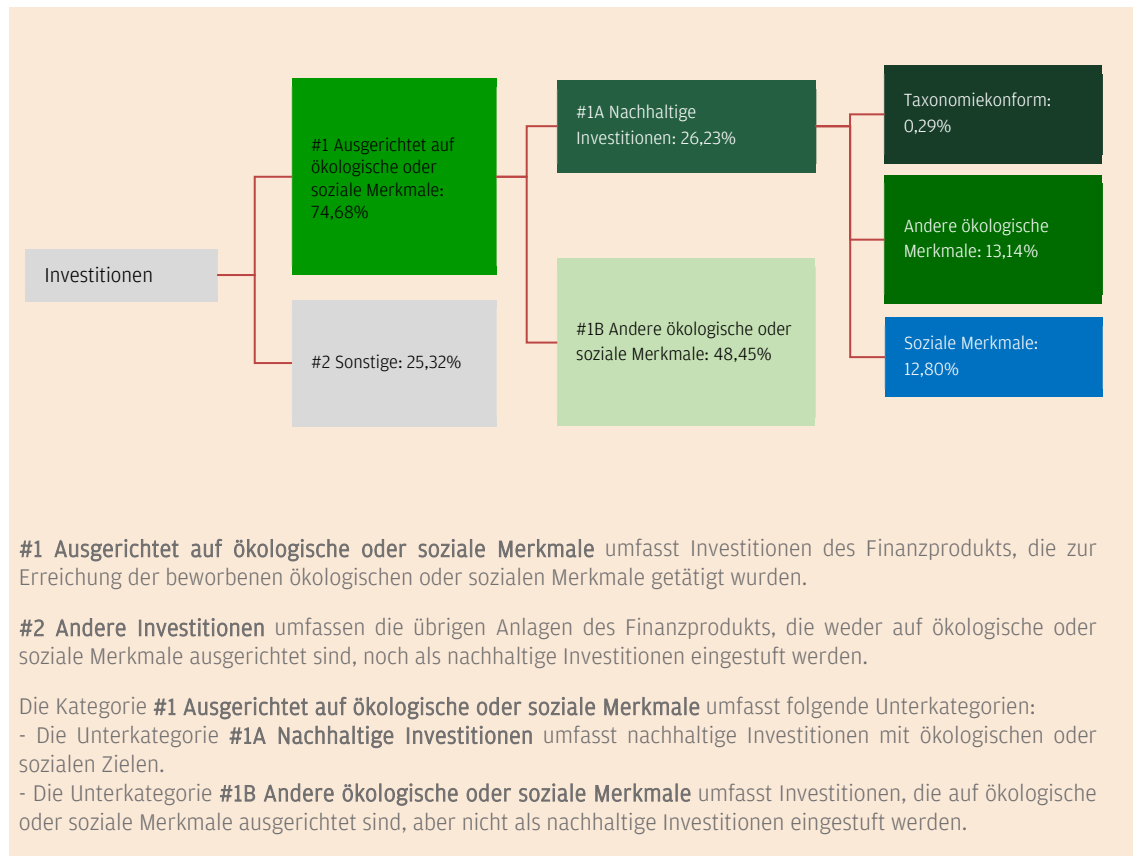 Investitionen
#1 Ausgerichtet auf
ökologische oder
soziale Merkmale:
74,68%
#2 Sonstige: 25,32%
#1A Nachhaltige
Investitionen: 26,23%
#1B Andere ökologische oder
soziale Merkmale: 48,45%
Taxonomiekonform:
0,29%
Andere ökologische
Merkmale: 13,14%
Soziale Merkmale:
12,80%
#1 Ausgerichtet auf ökologische oder soziale Merkmale umfasst Investitionen des Finanzprodukts, die zur
Erreichung der beworbenen ökologischen oder sozialen Merkmale getätigt wurden.
#2 Andere Investitionen umfassen die übrigen Anlagen des Finanzprodukts, die weder auf ökologische oder
soziale Merkmale ausgerichtet sind, noch als nachhaltige Investitionen eingestuft werden.
Die Kategorie #1 Ausgerichtet auf ökologische oder soziale Merkmale umfasst folgende Unterkategorien:
- Die Unterkategorie #1A Nachhaltige Investitionen umfasst nachhaltige Investitionen mit ökologischen oder
sozialen Zielen.
- Die Unterkategorie #1B Andere ökologische oder soziale Merkmale umfasst Investitionen, die auf ökologische
oder soziale Merkmale ausgerichtet sind, aber nicht als nachhaltige Investitionen eingestuft werden.